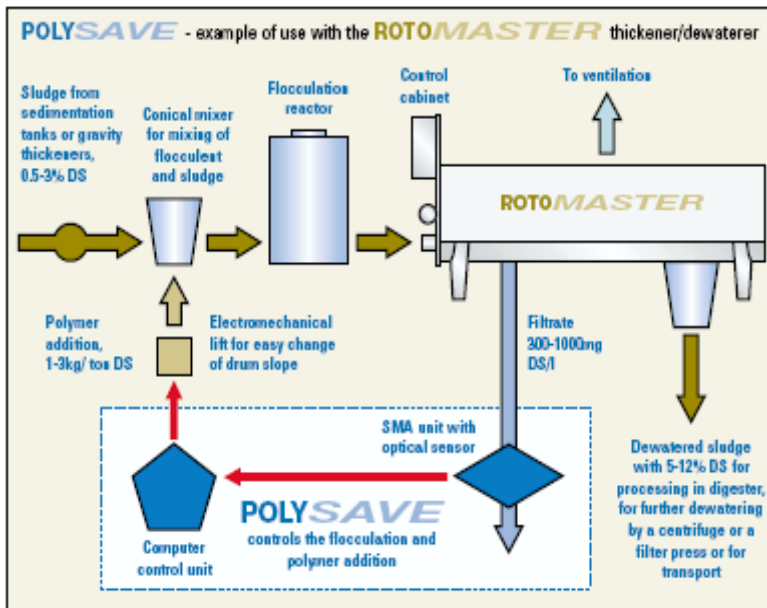 POLYSAVE - example of use with the ROTOMASTER thickener/dewaterer
Sludge from
sedimentation
tanks or gravity
thickeners,
0.5-3% DS
Conical mixer
for mixing of
flocculent
and sludge
Flocculation
reactor
Control
cabinet
To ventilation
ROTOMASTER
Polymer
addition,
1-3kg/ ton DS
Electromechanical
lift for easy change
of drum slope
Filtrate
300-1000mg
DS/l
SMA unit with
optical sensor
POLYSAVE
controls the flocculation and
polymer addition
Computer
control unit
Dewatered sludge
with 5-12% DS for
processing in digester,
for further dewatering
by a centrifuge or a
filter press or for
transport